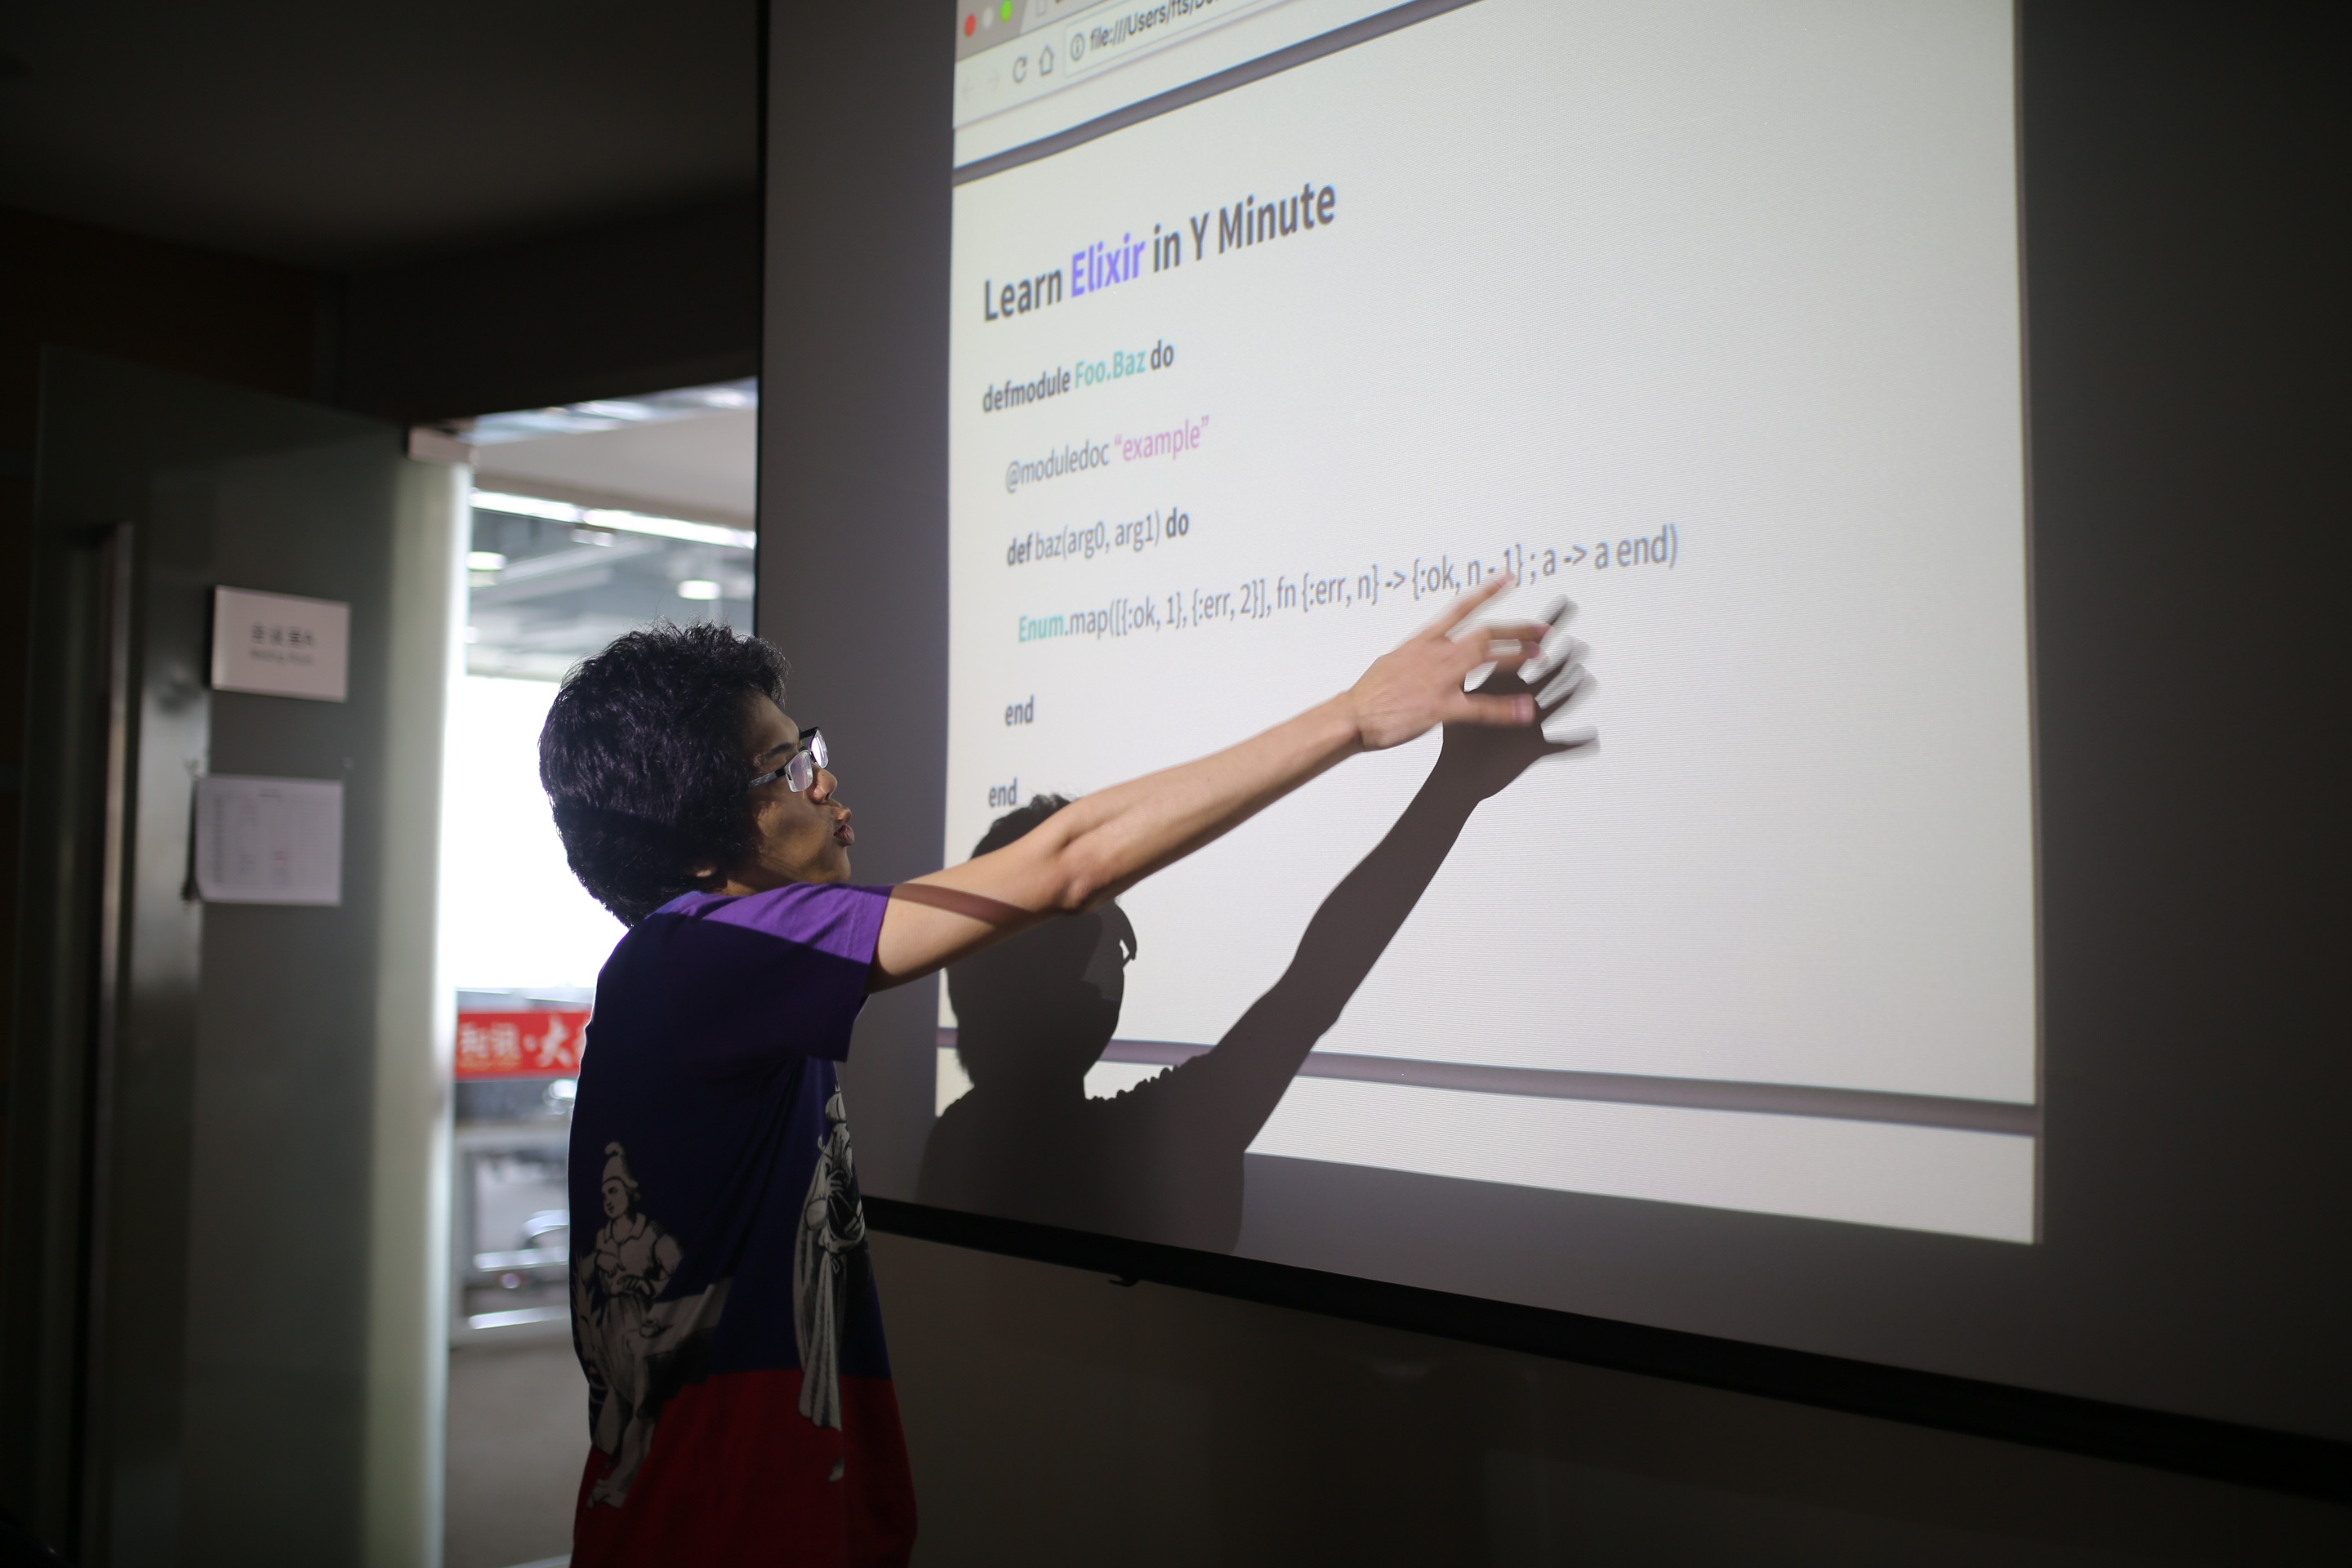 file:///Users/fts/
Learn Elixir in Y Minute
defmodule Foo.Baz do
@moduledoc “example”
def baz(arg0, arg1) do
Enum.map([{:ok, 1}, {:err, 2}], fn {:err, n} -> {:ok, n - 1} ; a -> a end)
end
end